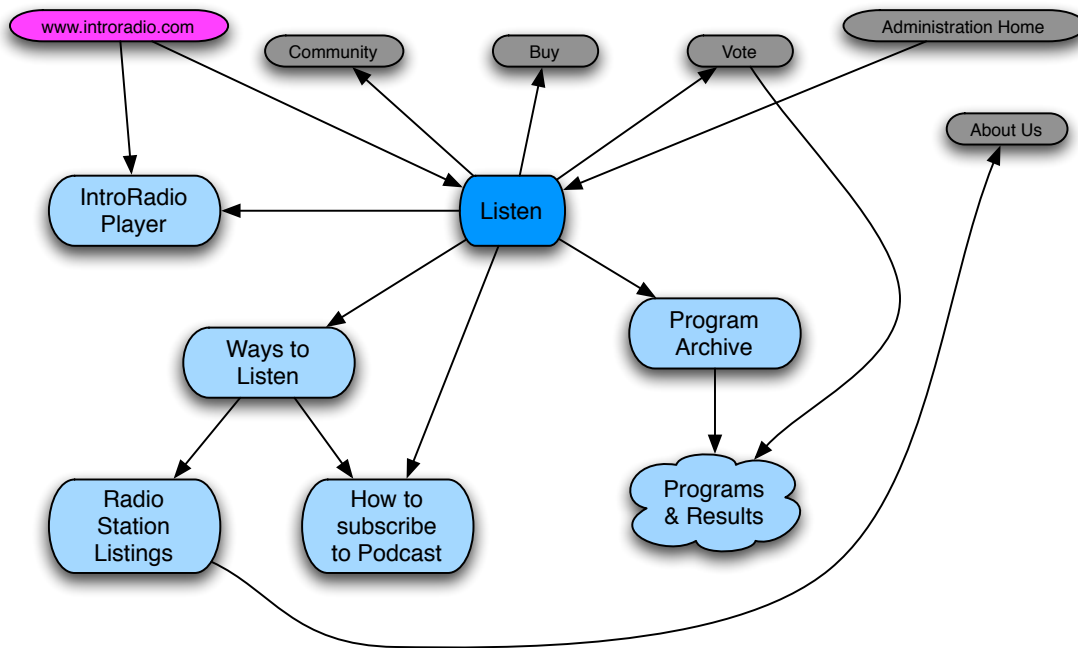 www.introradio.com
Community
Buy
Vote
Administration Home
About Us
IntroRadio
Player
Listen
Ways to
Listen
Program
Archive
Radio
Station
Listings
How to
subscribe
to Podcast
Programs
& Results